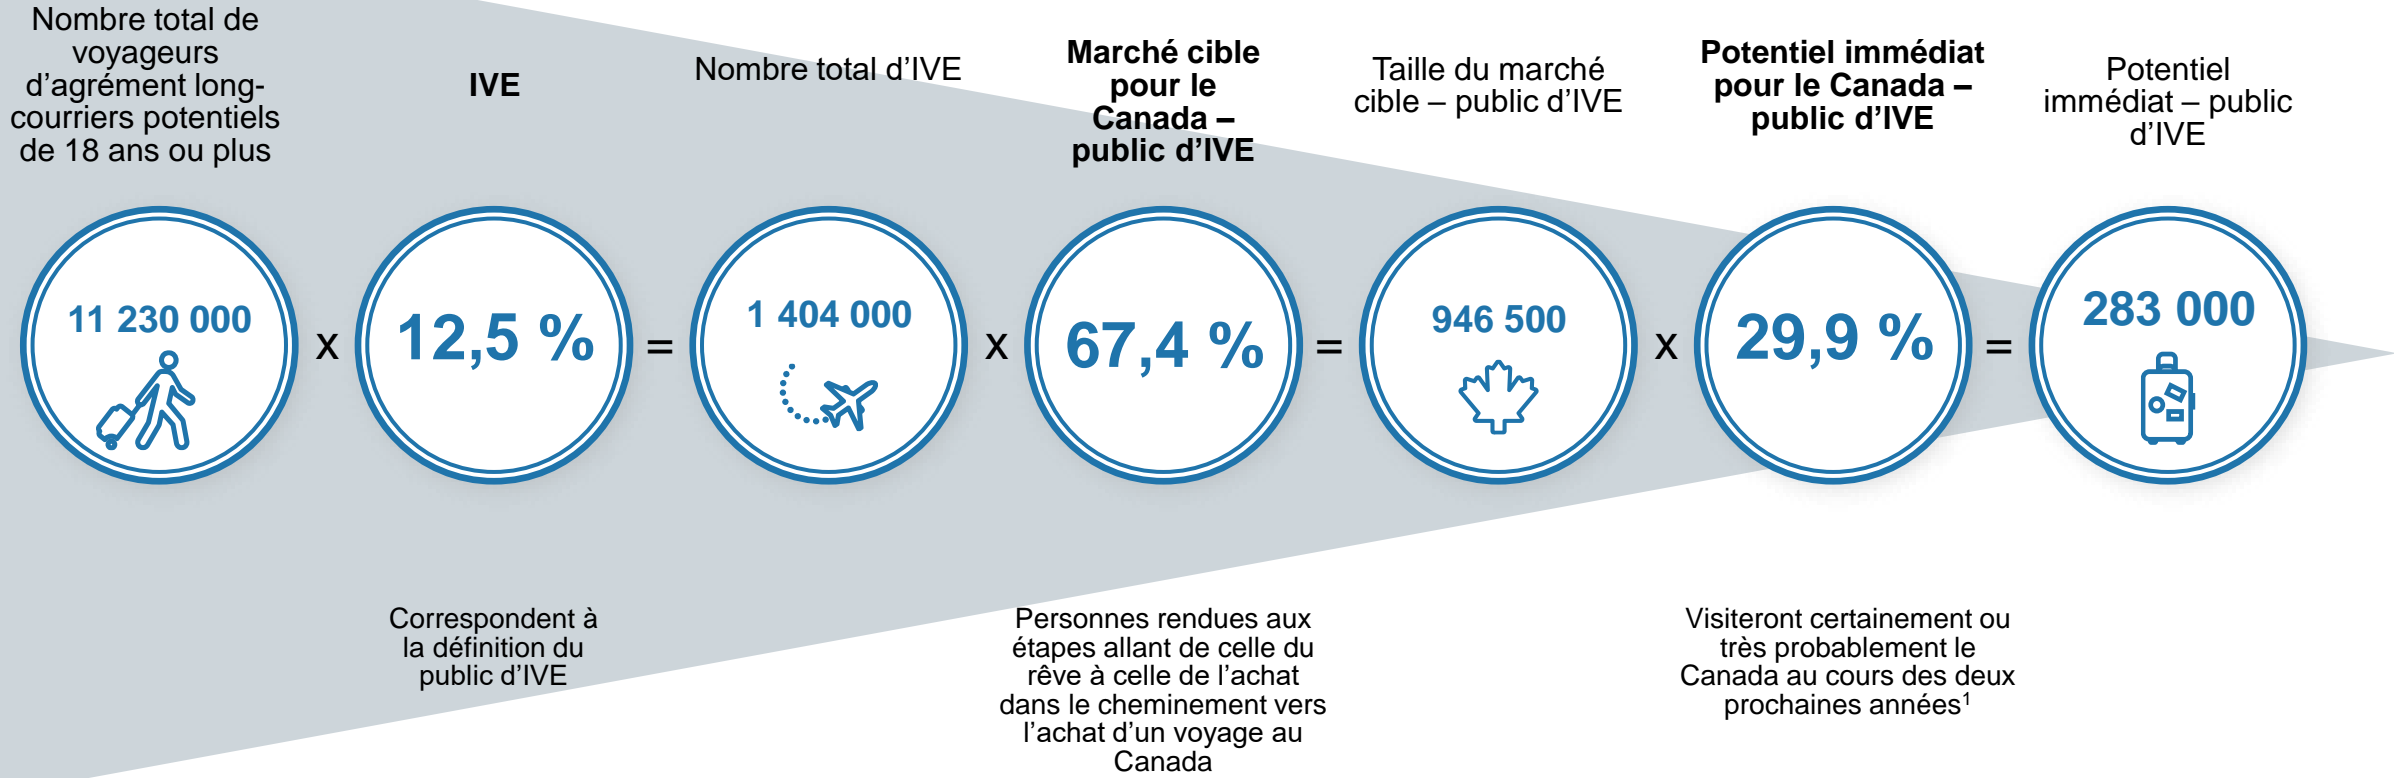 Nombre total de
voyageurs
d'agrément long-
courriers potentiels
de 18 ans ou plus
IVE
Nombre total d'IVE
Marché cible
pour le
Canada –
public d'IVE
Taille du marché
cible – public d'IVE
Potentiel immédiat
pour le Canada –
public d'IVE
Potentiel
immédiat – public
d'IVE
11 230 000
x
12,5 %
=
1 404 000
x
67,4 %
=
946 500
x
29,9 %
=
283 000
Correspondent à
la définition du
public d'IVE
Personnes rendues aux
étapes allant de celle du
rêve à celle de l'achat
dans le cheminement vers
l'achat d'un voyage au
Canada
Visiteront certainement ou
très probablement le
Canada au cours des deux
prochaines années¹